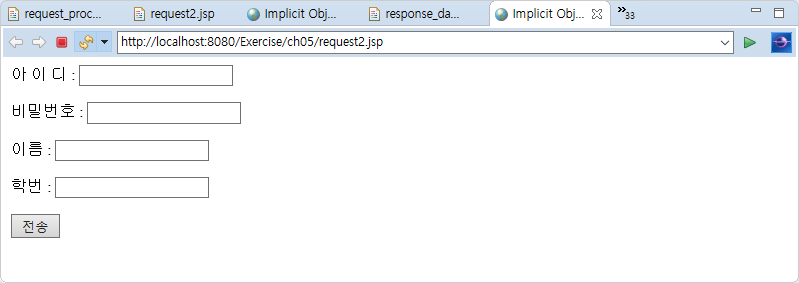 request_proc... request2.jsp Implicit Obj... response_da... Implicit Obj... »33
http://localhost:8080/Exercise/ch05/request2.jsp
아 이 디 :
비밀번호 :
이름 :
학번 :
전송